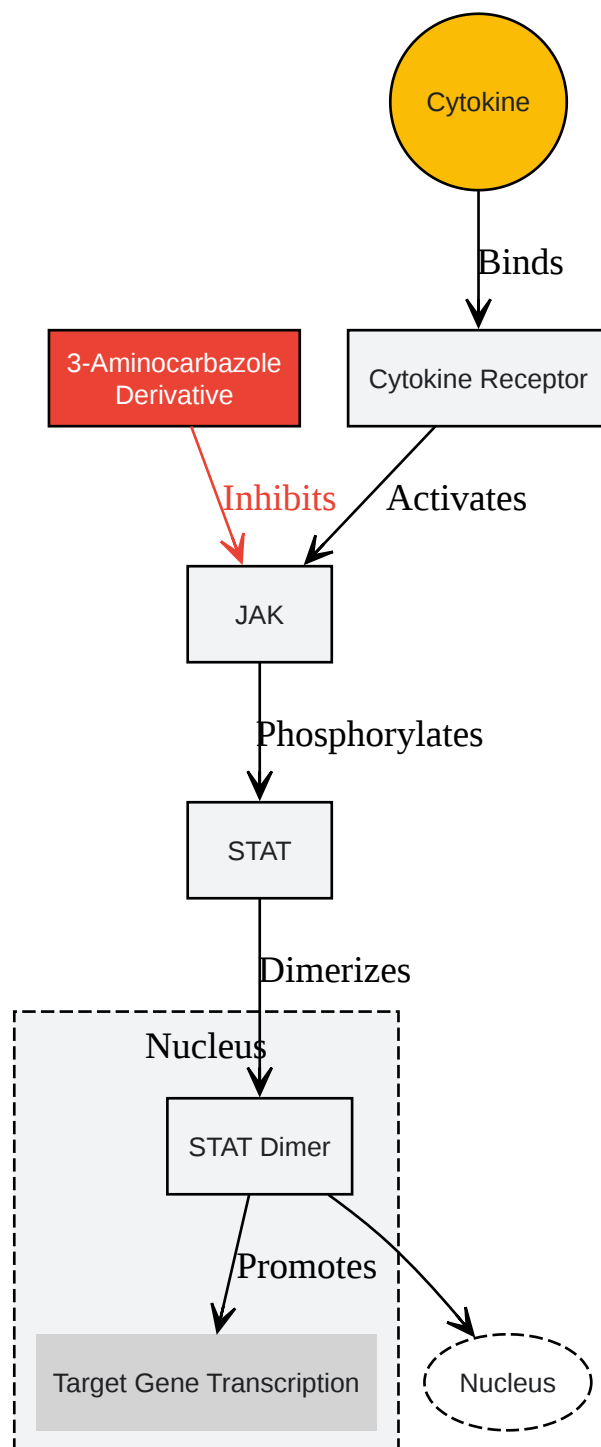 Cytokine
Binds
3-Aminocarbazole
Derivative
Cytokine Receptor
Inhibits
Activates
JAK
Phosphorylates
STAT
Dimerizes
Nucleus
STAT Dimer
Promotes
Target Gene Transcription
Nucleus